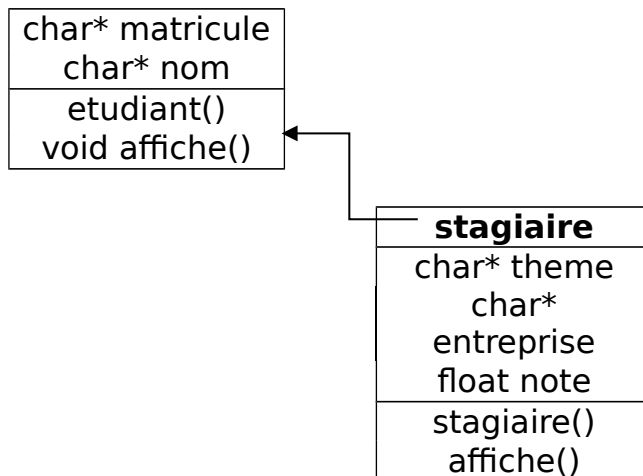 char* matricule
char* nom
etudiant()
void affiche()
stagiaire
char* theme
char*
entreprise
float note
stagiaire()
affiche()